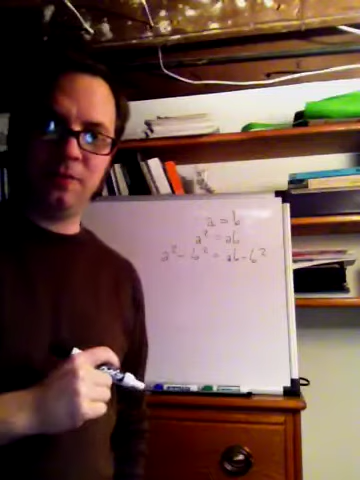 a = b
a² = ab
a² - b² = ab - b²